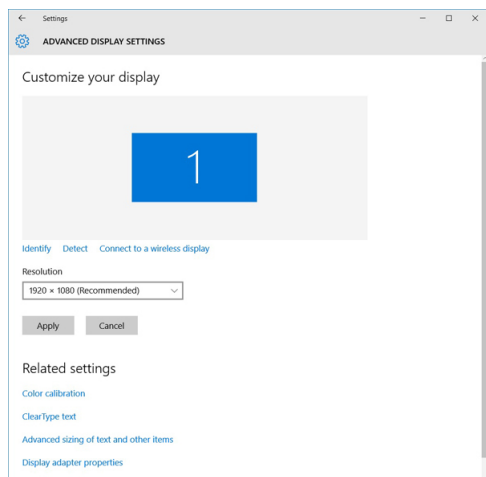 Settings
ADVANCED DISPLAY SETTINGS
Customize your display
1
Identify Detect Connect to a wireless display
Resolution
1920 × 1080 (Recommended)
Apply Cancel
Related settings
Color calibration
ClearType text
Advanced sizing of text and other items
Display adapter properties